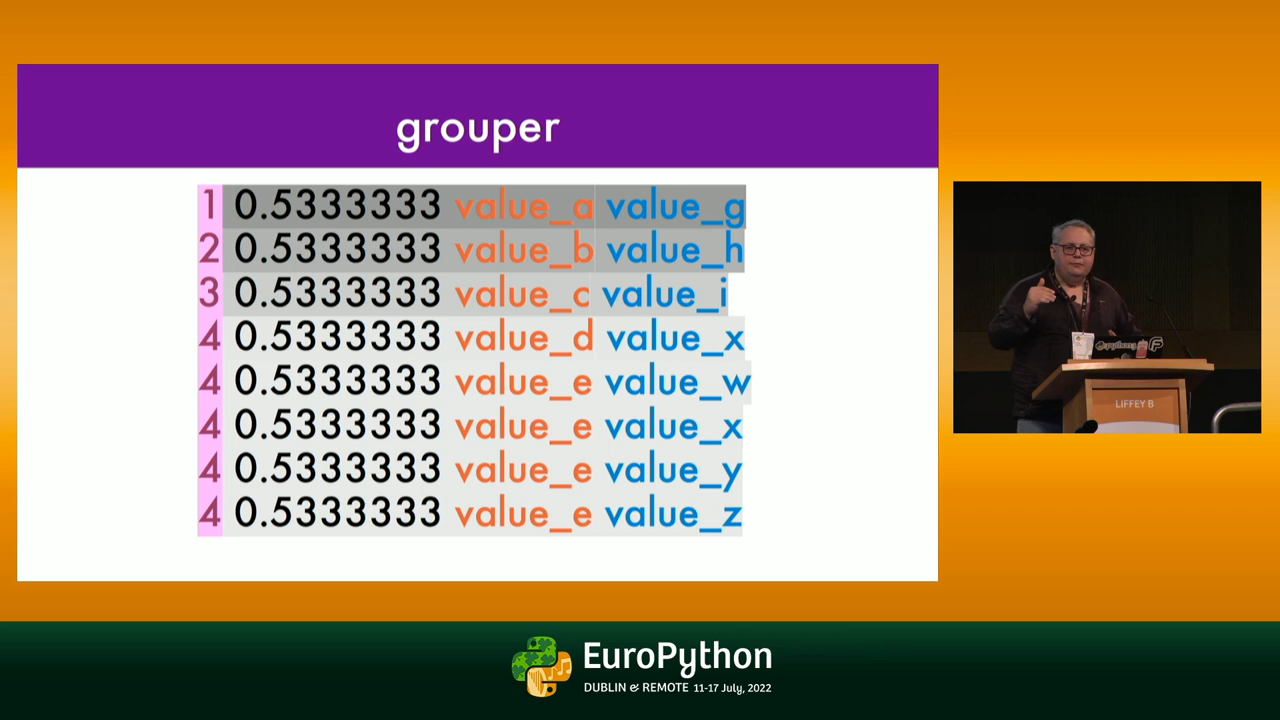 grouper
1 0.5333333 value_a value_g
2 0.5333333 value_b value_h
3 0.5333333 value_c value_i
4 0.5333333 value_d value_x
4 0.5333333 value_e value_w
4 0.5333333 value_e value_x
4 0.5333333 value_e value_y
4 0.5333333 value_e value_z
LIFFEY B
EuroPython
DUBLIN & REMOTE 11-17 July, 2022